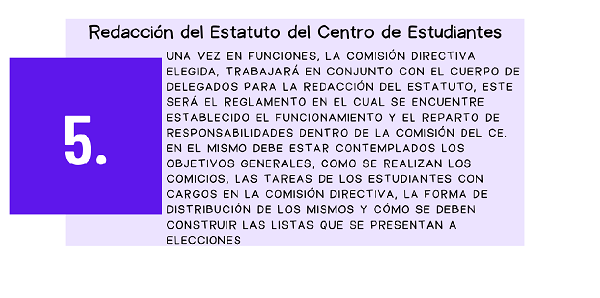 Redacción del Estatuto del Centro de Estudiantes
5.
UNA VEZ EN FUNCIONES, LA COMISIÓN DIRECTIVA
ELEGIDA, TRABAJARÁ EN CONJUNTO CON EL CUERPO DE
DELEGADOS PARA LA REDACCIÓN DEL ESTATUTO, ESTE
SERÁ EL REGLAMENTO EN EL CUAL SE ENCUENTRE
ESTABLECIDO EL FUNCIONAMIENTO Y EL REPARTO DE
RESPONSABILIDADES DENTRO DE LA COMISIÓN DEL CE.
EN EL MISMO DEBE ESTAR CONTEMPLADOS LOS
OBJETIVOS GENERALES, COMO SE REALIZAN LOS
COMICIOS, LAS TAREAS DE LOS ESTUDIANTES CON
CARGOS EN LA COMISIÓN DIRECTIVA, LA FORMA DE
DISTRIBUCIÓN DE LOS MISMOS Y CÓMO SE DEBEN
CONSTRUIR LAS LISTAS QUE SE PRESENTAN A
ELECCIONES